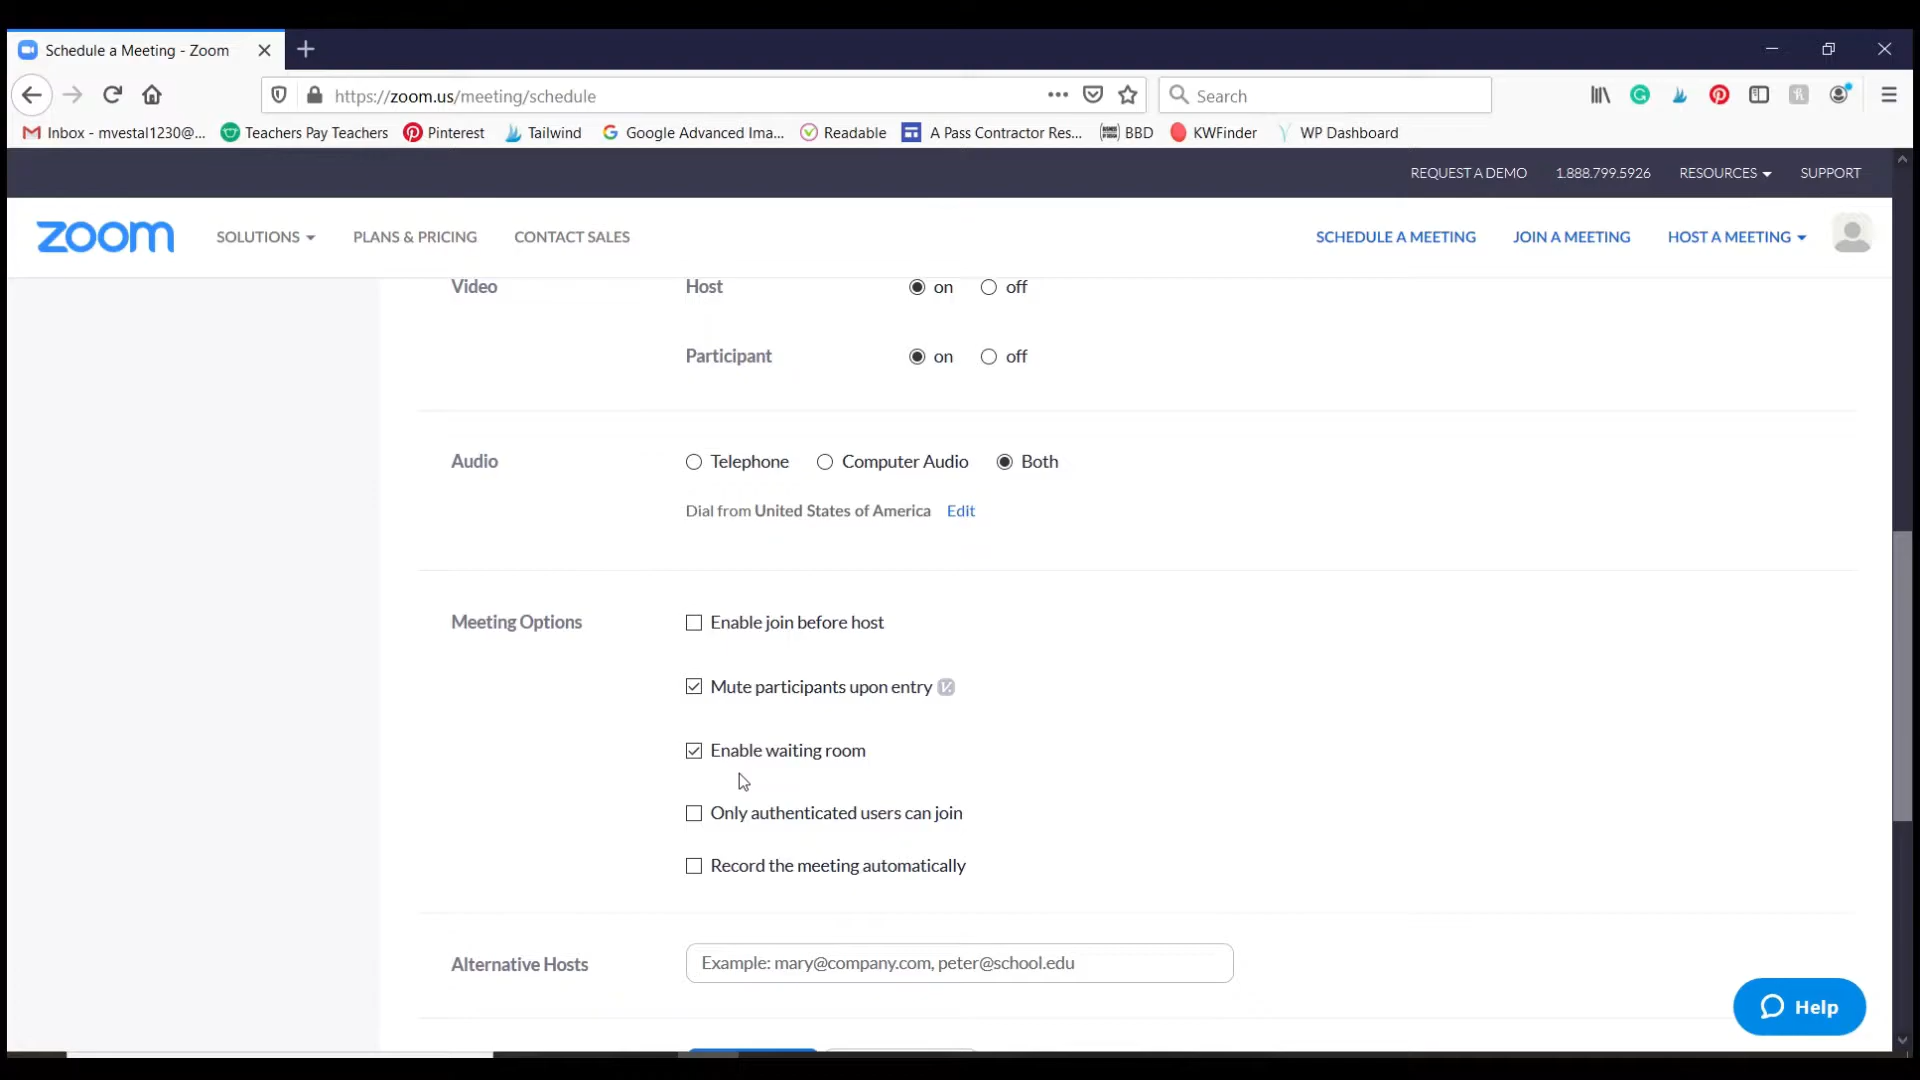 Schedule a Meeting - Zoom
https://zoom.us/meeting/schedule
Search
Inbox - mvestal1230@... Teachers Pay Teachers Pinterest Tailwind Google Advanced Ima... Readable A Pass Contractor Res... BBD KWFinder WP Dashboard
REQUEST A DEMO 1.888.799.5926 RESOURCES SUPPORT
zoom SOLUTIONS PLANS & PRICING CONTACT SALES SCHEDULE A MEETING JOIN A MEETING HOST A MEETING
Video Host on off
Participant on off
Audio Telephone Computer Audio Both
Dial from United States of America Edit
Meeting Options Enable join before host
Mute participants upon entry
Enable waiting room
Only authenticated users can join
Record the meeting automatically
Alternative Hosts Example: mary@company.com, peter@school.edu
Help